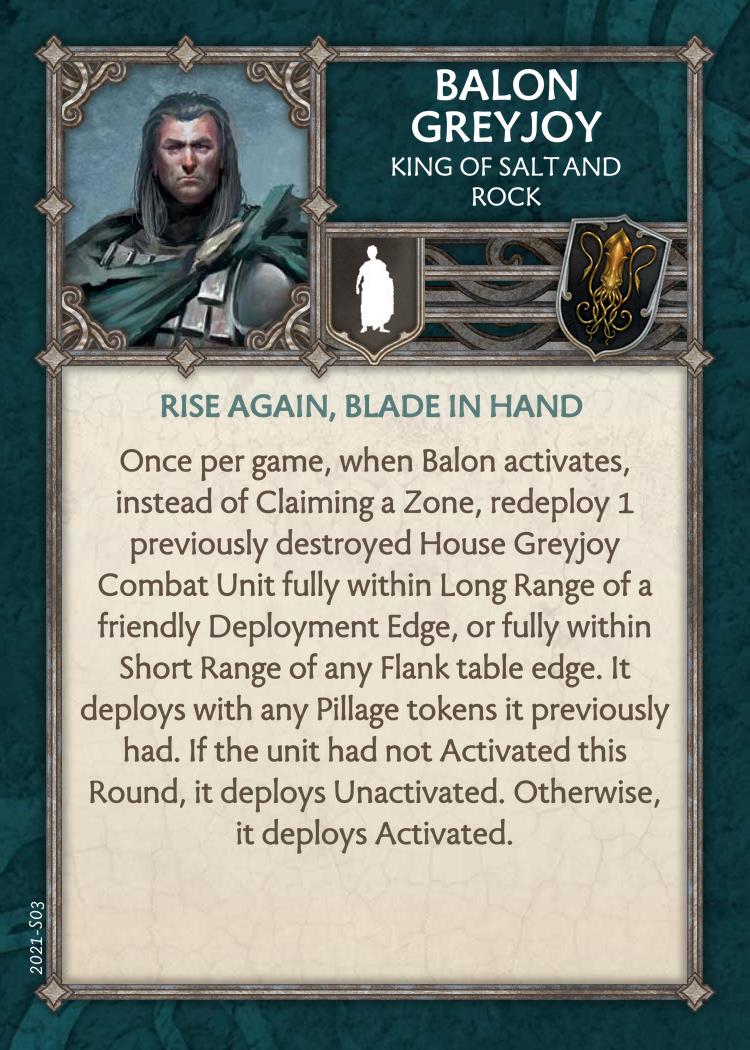 BALON
GREYJOY
KING OF SALT AND
ROCK
RISE AGAIN, BLADE IN HAND
Once per game, when Balon activates,
instead of Claiming a Zone, redeploy 1
previously destroyed House Greyjoy
Combat Unit fully within Long Range of a
friendly Deployment Edge, or fully within
Short Range of any Flank table edge. It
deploys with any Pillage tokens it previously
had. If the unit had not Activated this
Round, it deploys Unactivated. Otherwise,
it deploys Activated.
2021-S03